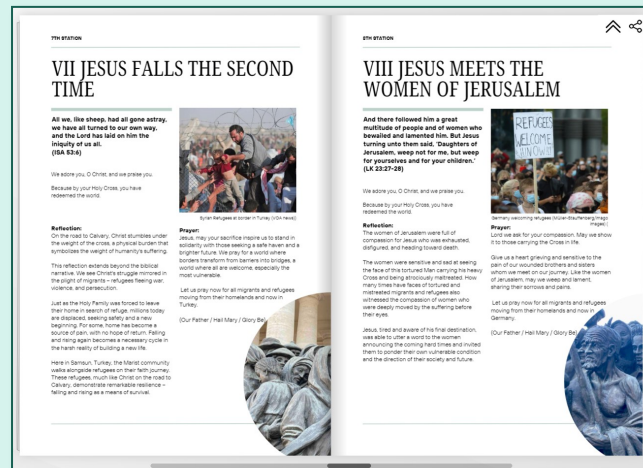 7TH STATION
VII JESUS FALLS THE SECOND
TIME
All we, like sheep, had all gone astray,
we have all turned to our own way,
and the Lord has laid on him the
iniquity of us all.
(ISA 53:6)
We adore you, O Christ, and we praise you.
Because by your Holy Cross, you have
redeemed the world.
Reflection:
On the road to Calvary, Christ stumbles under
the weight of the cross, a physical burden that
symbolizes the weight of humanity's suffering.
This reflection extends beyond the biblical
narrative. We see Christ's struggle mirrored in
the plight of migrants – refugees fleeing war,
violence, and persecution.
Just as the Holy Family was forced to leave
their home in search of refuge, millions today
are displaced, seeking safety and a new
beginning. For some, home has become a
source of pain, with no hope of return. Falling
and rising again becomes a necessary cycle in
the harsh reality of building a new life.
Here in Samsun, Turkey, the Marist community
walks alongside refugees on their faith journey.
These refugees, much like Christ on the road to
Calvary, demonstrate remarkable resilience –
falling and rising as a means of survival.
Syrian Refugees at border in Turkey (VOA news)
Prayer:
Jesus, may your sacrifice inspire us to stand in
solidarity with those seeking a safe haven and a
brighter future. We pray for a world where
borders transform from barriers into bridges, a
world where all are welcome, especially the
most vulnerable.
Let us pray now for all migrants and refugees
moving from their homelands and now in
Turkey.
(Our Father / Hail Mary / Glory Be)
8TH STATION
VIII JESUS MEETS THE
WOMEN OF JERUSALEM
And there followed him a great
multitude of people and of women who
bewailed and lamented him. But Jesus
turning unto them said, 'Daughters of
Jerusalem, weep not for me, but weep
for yourselves and for your children.'
(LK 23:27-28)
We adore you, O Christ, and we praise you.
Because by your Holy Cross, you have
redeemed the world.
Reflection:
The women of Jerusalem were full of
compassion for Jesus who was exhausted,
disfigured, and heading toward death.
The women were sensitive and sad at seeing
the face of this tortured Man carrying his heavy
Cross and being atrociously maltreated. How
many times have faces of tortured and
mistreated migrants and refugees also
witnessed the compassion of women who
were deeply moved by the suffering before
their eyes.
Jesus, tired and aware of his final destination,
was able to utter a word to the women
announcing the coming hard times and invited
them to ponder their own vulnerable condition
and the direction of their society and future.
REFUGEES
WELCOME
Germany welcoming refugees (Müller-Stauffenberg/Imago
images)
Prayer:
Lord we ask for your compassion. May we show
it to those carrying the Cross in life.
Give us a heart grieving and sensitive to the
pain of our wounded brothers and sisters
whom we meet on our journey. Like the women
of Jerusalem, may we weep and lament,
sharing their sorrows and pains.
Let us pray now for all migrants and refugees
moving from their homelands and now in
Germany.
(Our Father / Hail Mary / Glory Be)